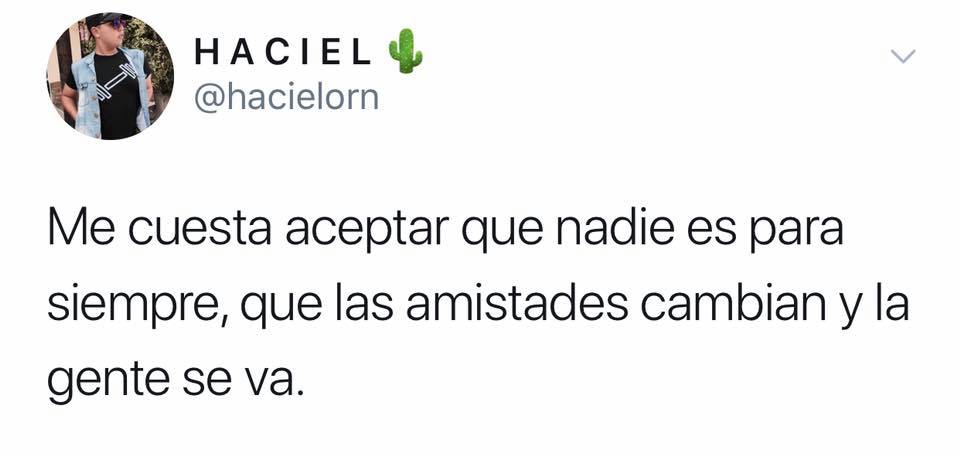 HACIEL🌵
@hacielorn
Me cuesta aceptar que nadie es para
siempre, que las amistades cambian y la
gente se va.